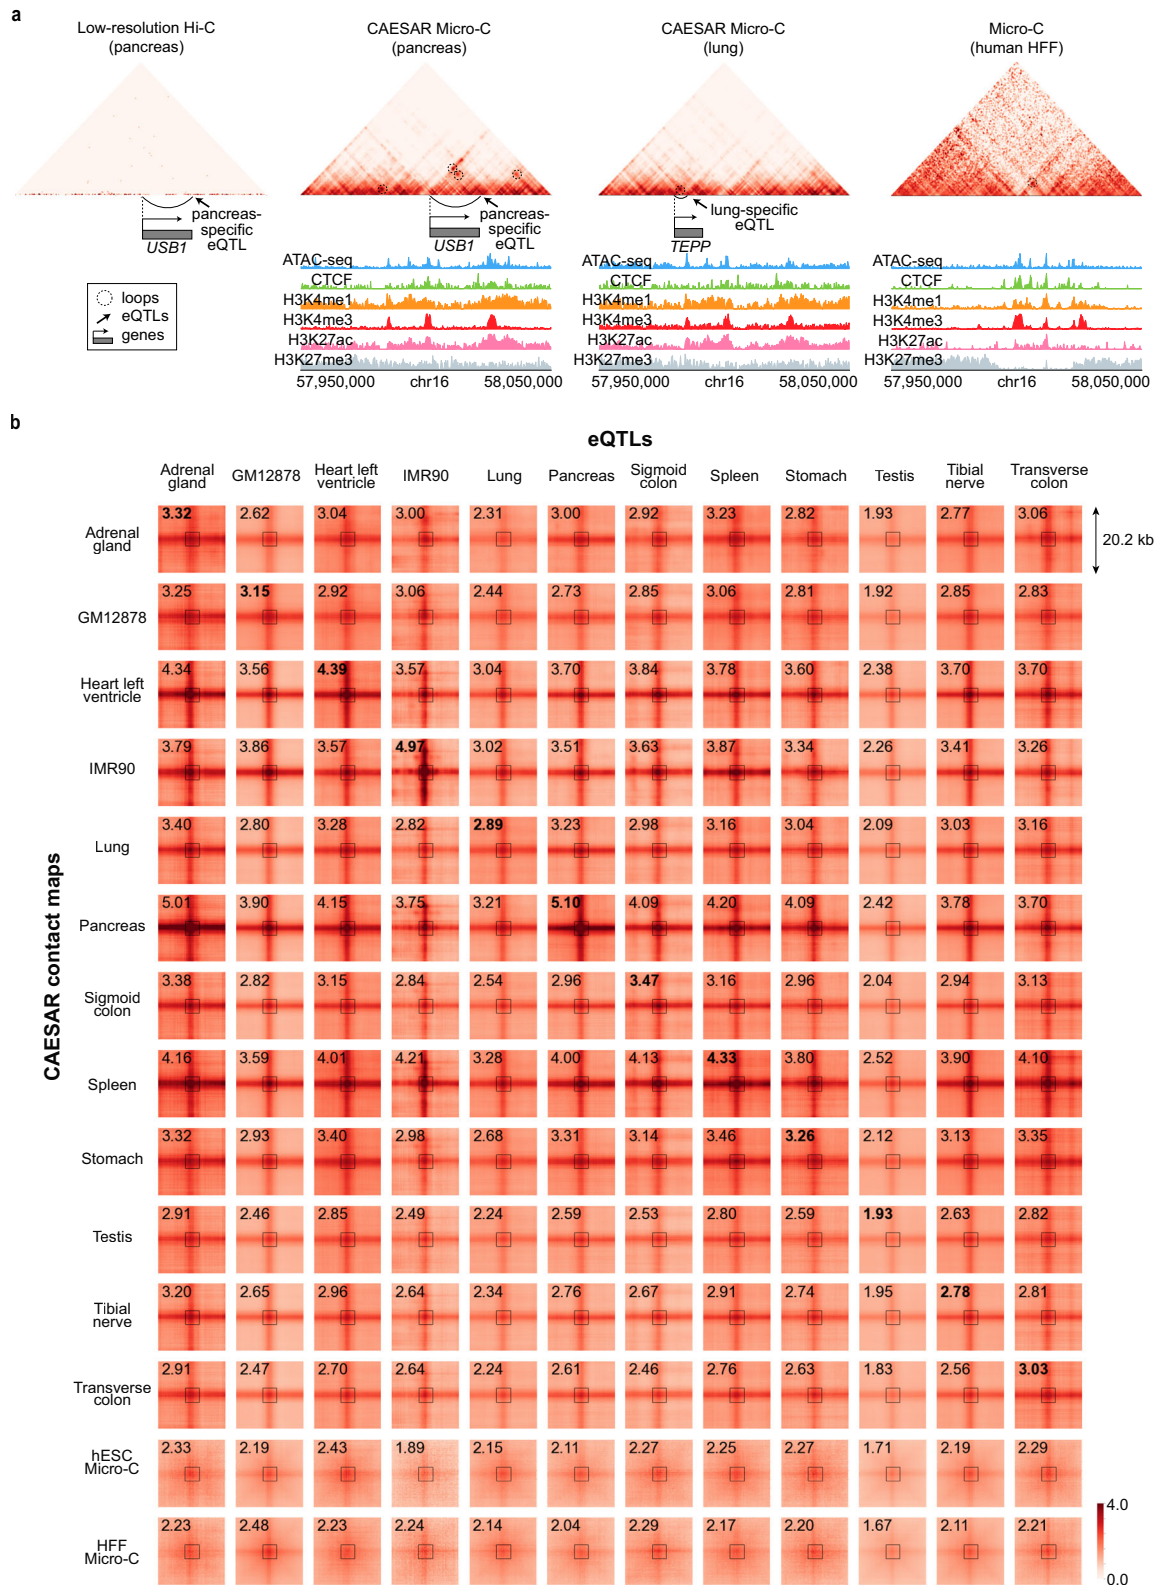 a
Low-resolution Hi-C
(pancreas)
CAESAR Micro-C
(pancreas)
CAESAR Micro-C
(lung)
Micro-C
(human HFF)
pancreas-
specific
eQTL
USB1
pancreas-
specific
eQTL
USB1
lung-specific
eQTL
TEPP
loops
eQTLs
genes
ATAC-seq
CTCF
H3K4me1
H3K4me3
H3K27ac
H3K27me3
57,950,000 chr16 58,050,000
ATAC-seq
CTCF
H3K4me1
H3K4me3
H3K27ac
H3K27me3
57,950,000 chr16 58,050,000
ATAC-seq
CTCF
H3K4me1
H3K4me3
H3K27ac
H3K27me3
57,950,000 chr16 58,050,000
b
eQTLs
Adrenal
gland
GM12878
Heart left
ventricle
IMR90
Lung
Pancreas
Sigmoid
colon
Spleen
Stomach
Testis
Tibial
nerve
Transverse
colon
CAESAR contact maps
Adrenal
gland
3.32 2.62 3.04 3.00 2.31 3.00 2.92 3.23 2.82 1.93 2.77 3.06
20.2 kb
GM12878
3.25 3.15 2.92 3.06 2.44 2.73 2.85 3.06 2.81 1.92 2.85 2.83
Heart left
ventricle
4.34 3.56 4.39 3.57 3.04 3.70 3.84 3.78 3.60 2.38 3.70 3.70
IMR90
3.79 3.86 3.57 4.97 3.02 3.51 3.63 3.87 3.34 2.26 3.41 3.26
Lung
3.40 2.80 3.28 2.82 2.89 3.23 2.98 3.16 3.04 2.09 3.03 3.16
Pancreas
5.01 3.90 4.15 3.75 3.21 5.10 4.09 4.20 4.09 2.42 3.78 3.70
Sigmoid
colon
3.38 2.82 3.15 2.84 2.54 2.96 3.47 3.16 2.96 2.04 2.94 3.13
Spleen
4.16 3.59 4.01 4.21 3.28 4.00 4.13 4.33 3.80 2.52 3.90 4.10
Stomach
3.32 2.93 3.40 2.98 2.68 3.31 3.14 3.46 3.26 2.12 3.13 3.35
Testis
2.91 2.46 2.85 2.49 2.24 2.59 2.53 2.80 2.59 1.93 2.63 2.82
Tibial
nerve
3.20 2.65 2.96 2.64 2.34 2.76 2.67 2.91 2.74 1.95 2.78 2.81
Transverse
colon
2.91 2.47 2.70 2.64 2.24 2.61 2.46 2.76 2.63 1.83 2.56 3.03
hESC
Micro-C
2.33 2.19 2.43 1.89 2.15 2.11 2.27 2.25 2.27 1.71 2.19 2.29
HFF
Micro-C
2.23 2.48 2.23 2.24 2.14 2.04 2.29 2.17 2.20 1.67 2.11 2.21
4.0
0.0